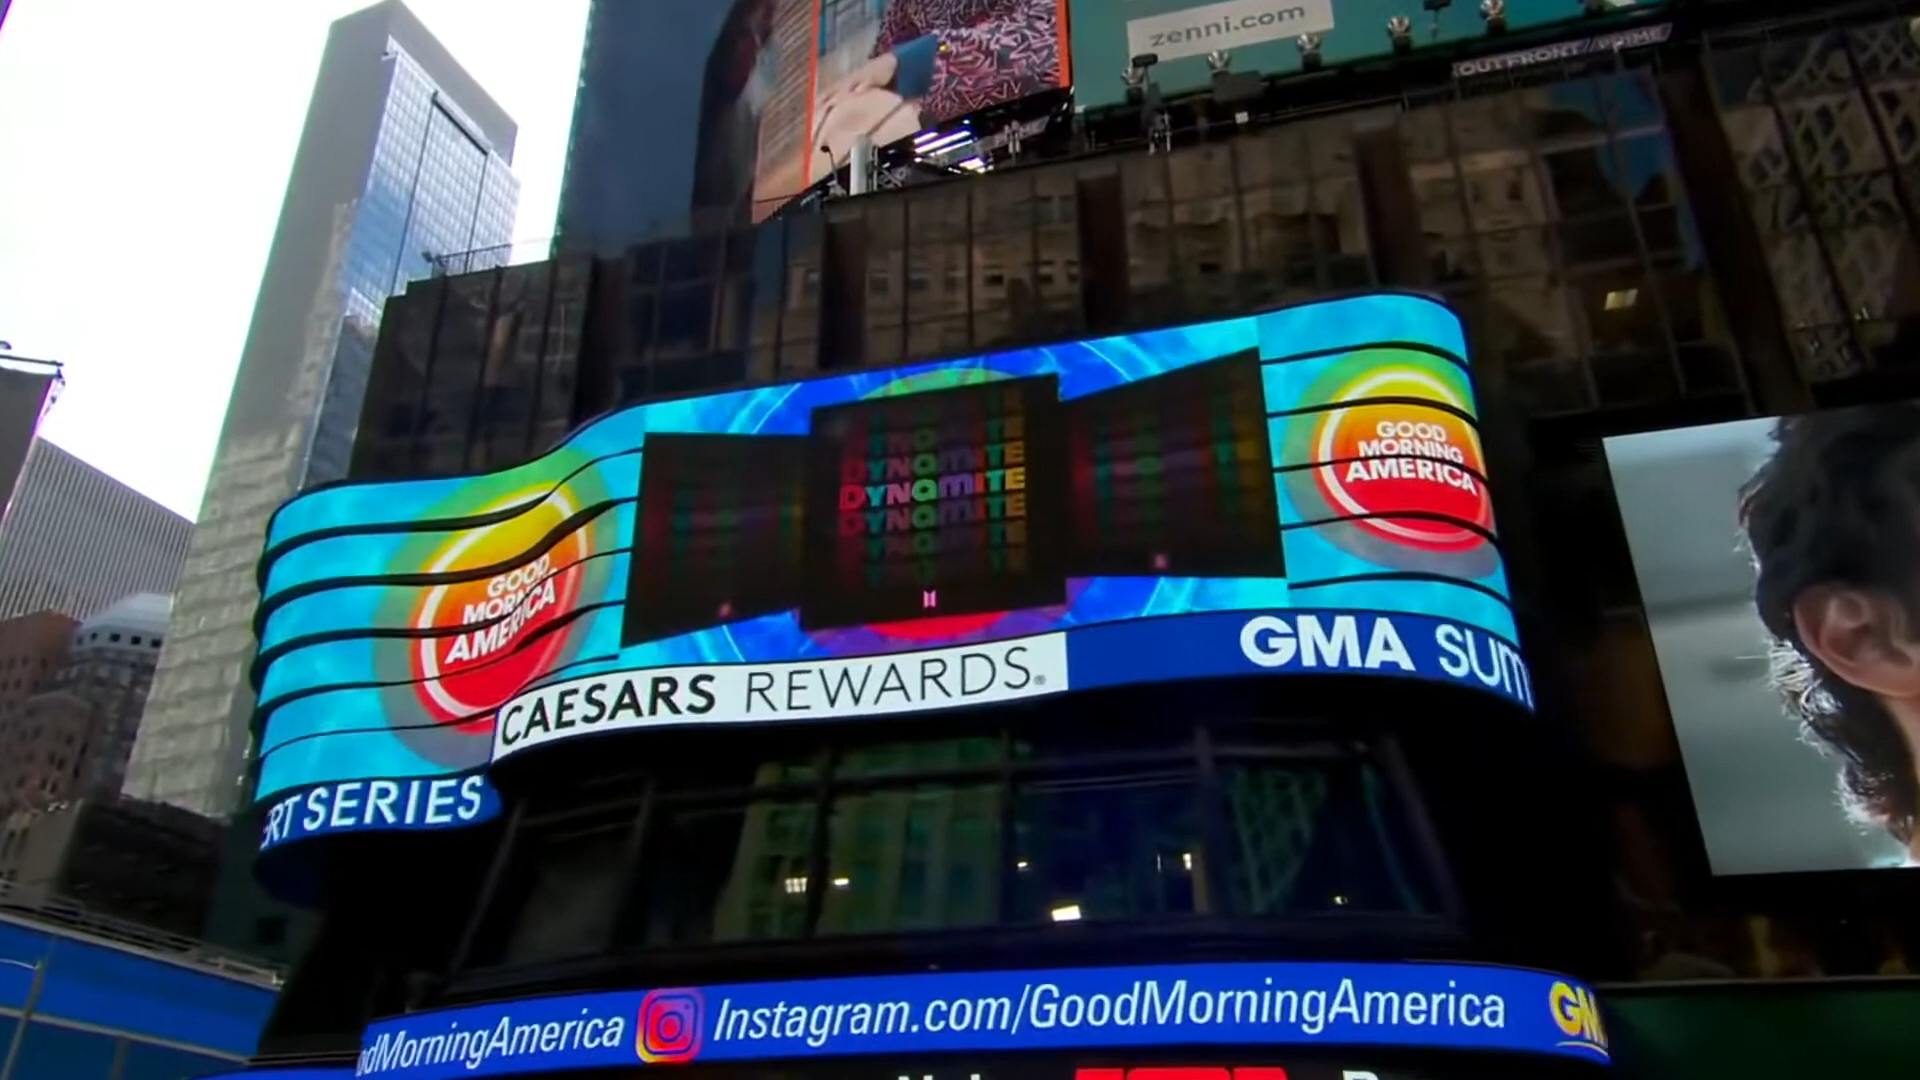 zenni.com
OUTFRONT//PRIME
GOOD
MORNING
AMERICA
DYNAMITE
DYNAMITE
DYNAMITE
GOOD
MORNING
AMERICA
CAESARS REWARDS®
GMA SUM
RT SERIES
odMorningAmerica Instagram.com/GoodMorningAmerica GM